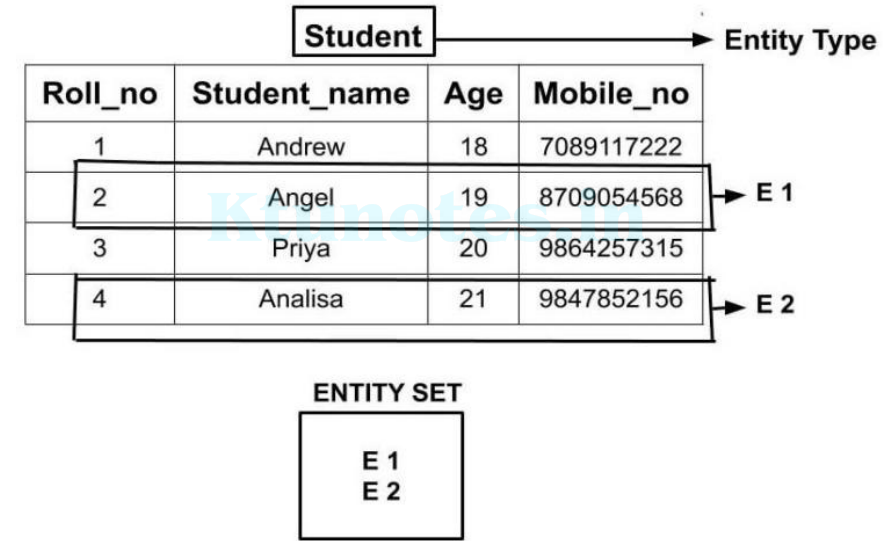 Student Entity Type
Roll_no Student_name Age Mobile_no
1 Andrew 18 7089117222
2 Angel 19 8709054568 E 1
Ktunotes.in
3 Priya 20 9864257315
4 Analisa 21 9847852156 E 2
ENTITY SET
E 1
E 2